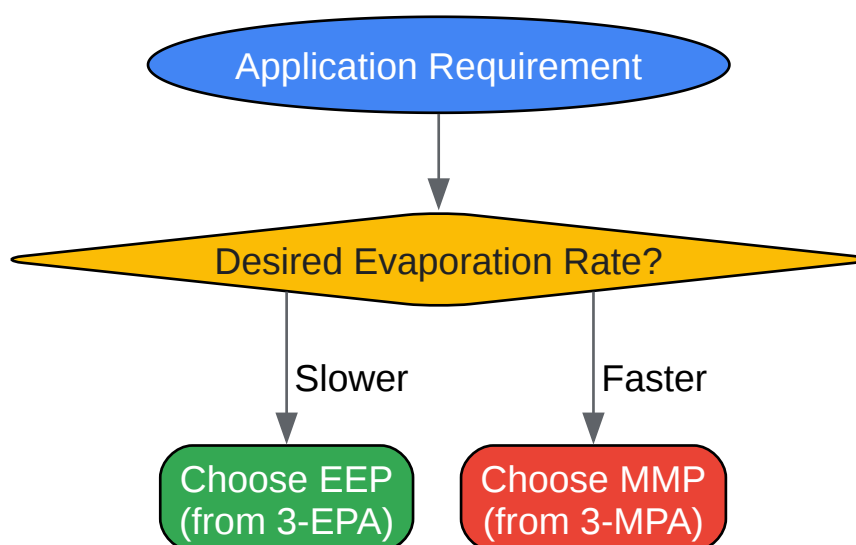 Application Requirement
Desired Evaporation Rate?
Slower
Faster
Choose EEP
(from 3-EPA)
Choose MMP
(from 3-MPA)